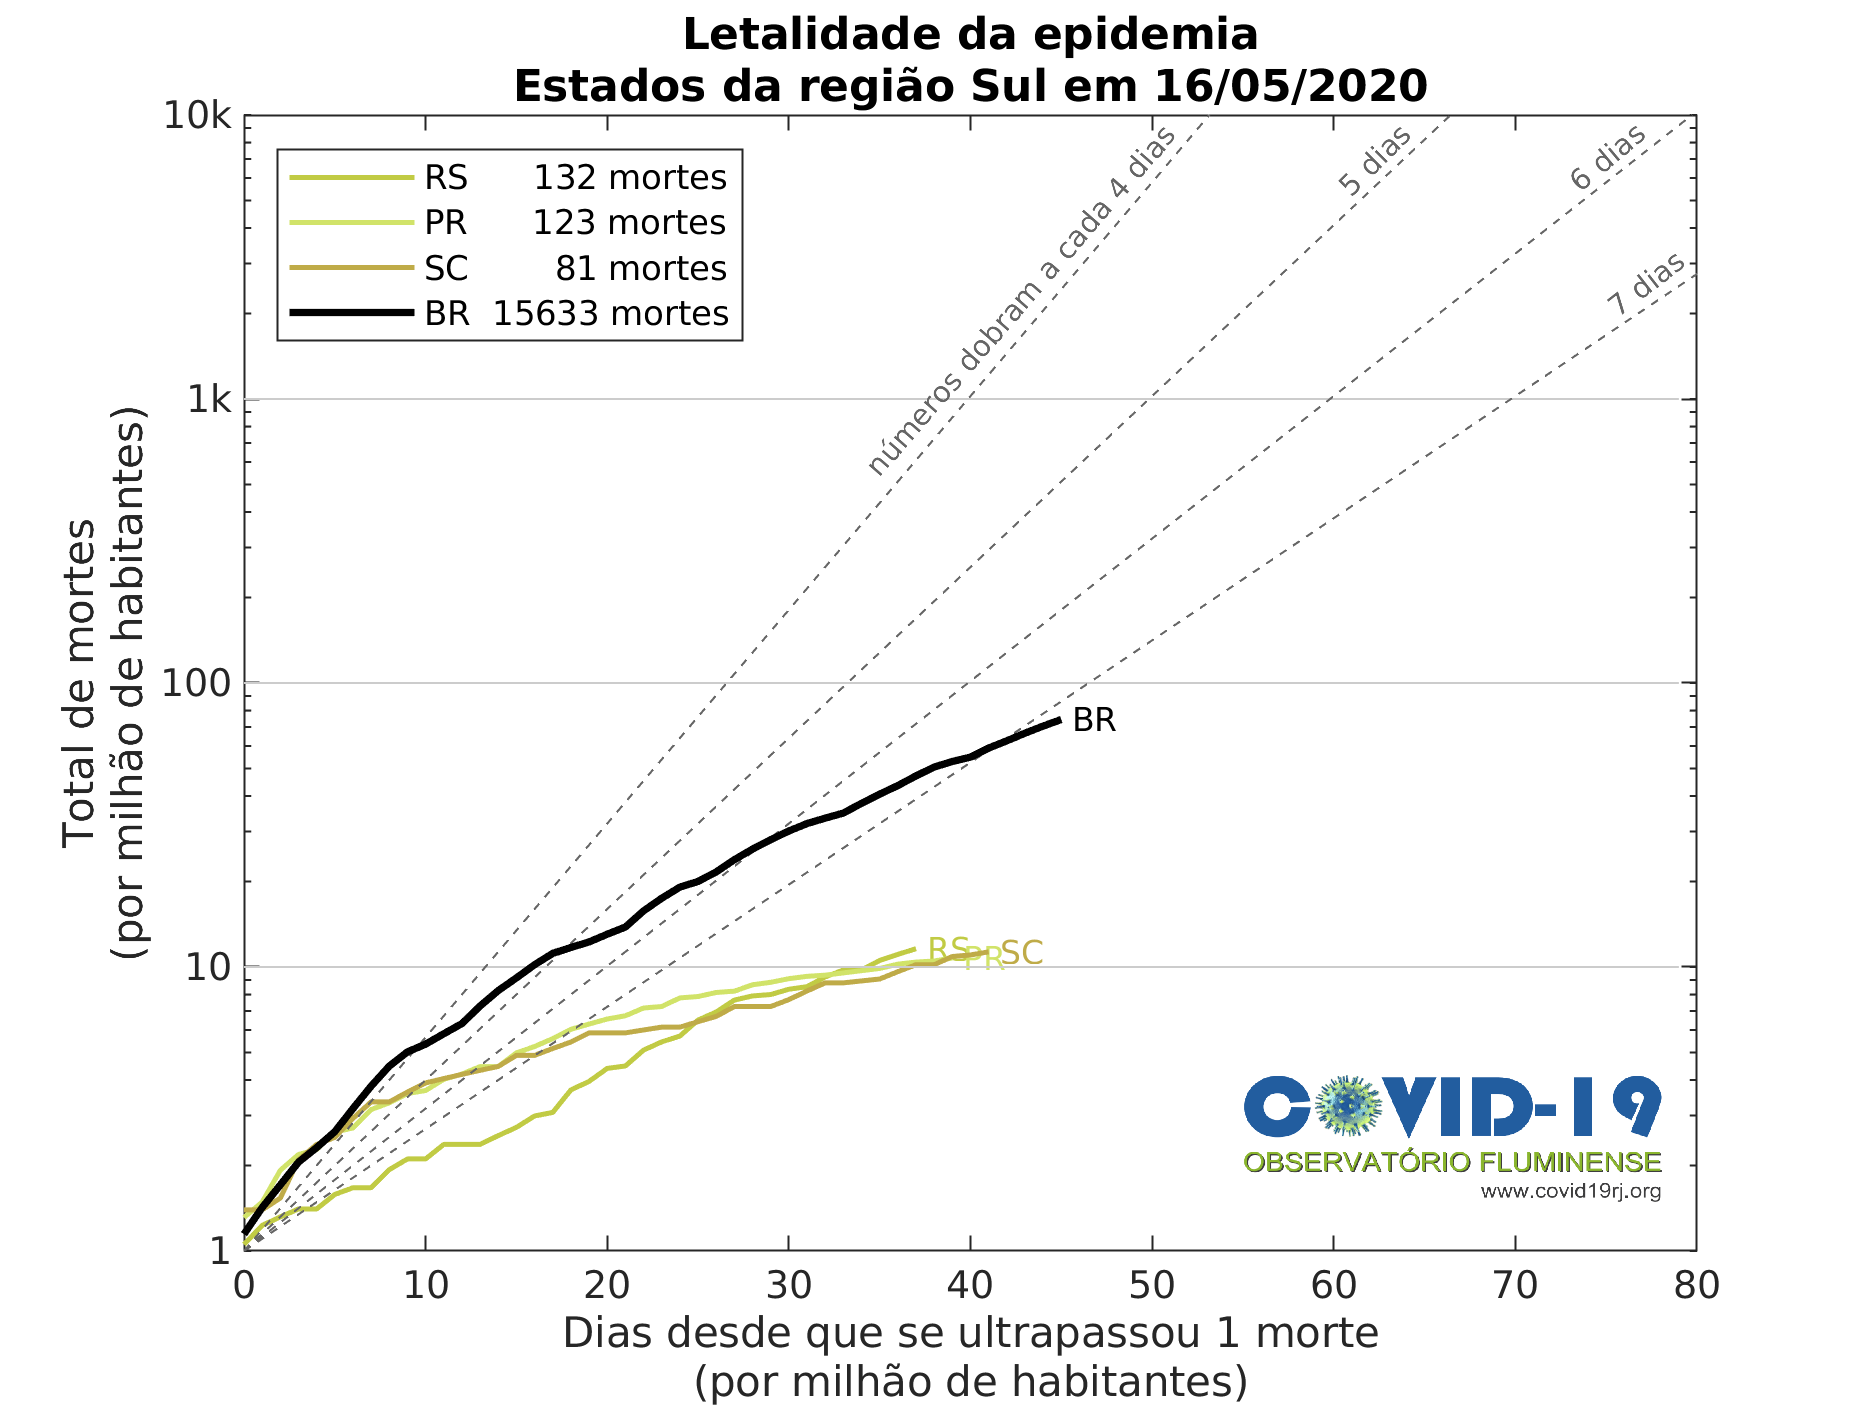 Letalidade da epidemia
Estados da região Sul em 16/05/2020
10k
1k
100
10
1
Total de mortes
(por milhão de habitantes)
RS 132 mortes
PR 123 mortes
SC 81 mortes
BR 15633 mortes
números dobram a cada 4 dias
5 dias
6 dias
7 dias
BR
RS
PR
SC
COVID-19
OBSERVATÓRIO FLUMINENSE
www.covid19rj.org
0 10 20 30 40 50 60 70 80
Dias desde que se ultrapassou 1 morte
(por milhão de habitantes)